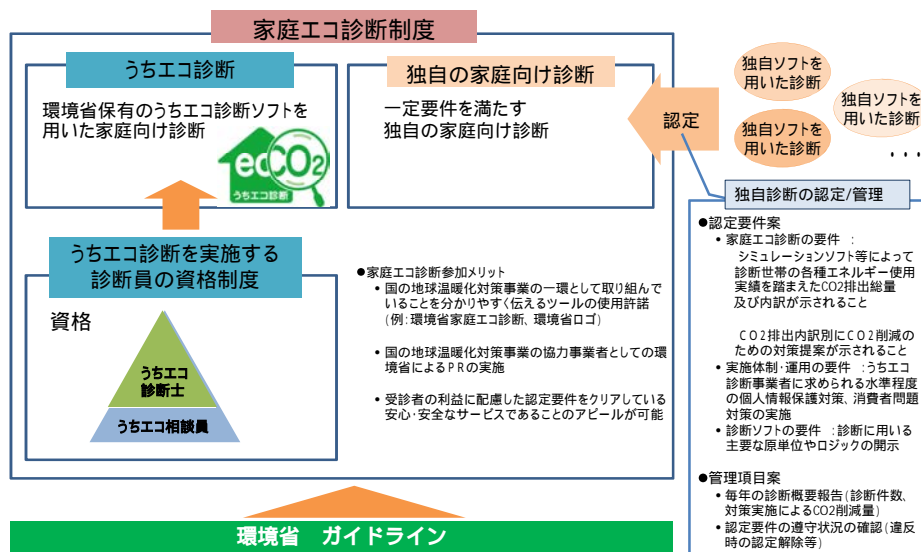 家庭エコ診断制度
うちエコ診断
環境省保有のうちエコ診断ソフトを
用いた家庭向け診断
ecCO2
うちエコ診断
独自の家庭向け診断
一定要件を満たす
独自の家庭向け診断
認定
独自ソフトを
用いた診断
独自ソフトを
用いた診断
独自ソフトを
用いた診断
・・・
うちエコ診断を実施する
診断員の資格制度
資格
うちエコ
診断士
うちエコ相談員
●家庭エコ診断参加メリット
• 国の地球温暖化対策事業の一環として取り組んで
いることを分かりやすく伝えるツールの使用許諾
(例:環境省家庭エコ診断、環境省ロゴ)
• 国の地球温暖化対策事業の協力事業者としての環
境省によるPRの実施
• 受診者の利益に配慮した認定要件をクリアしている
安心・安全なサービスであることのアピールが可能
独自診断の認定/管理
●認定要件案
• 家庭エコ診断の要件 :
シミュレーションソフト等によって
診断世帯の各種エネルギー使用
実績を踏まえたCO2排出総量
及び内訳が示されること
CO2排出内訳別にCO2削減の
ための対策提案が示されること
• 実施体制・運用の要件 :うちエコ
診断事業者に求められる水準程度
の個人情報保護対策、消費者問題
対策の実施
• 診断ソフトの要件 :診断に用いる
主要な原単位やロジックの開示
●管理項目案
• 毎年の診断概要報告(診断件数、
対策実施によるCO2削減量)
• 認定要件の遵守状況の確認(違反
時の認定解除等)
環境省 ガイドライン